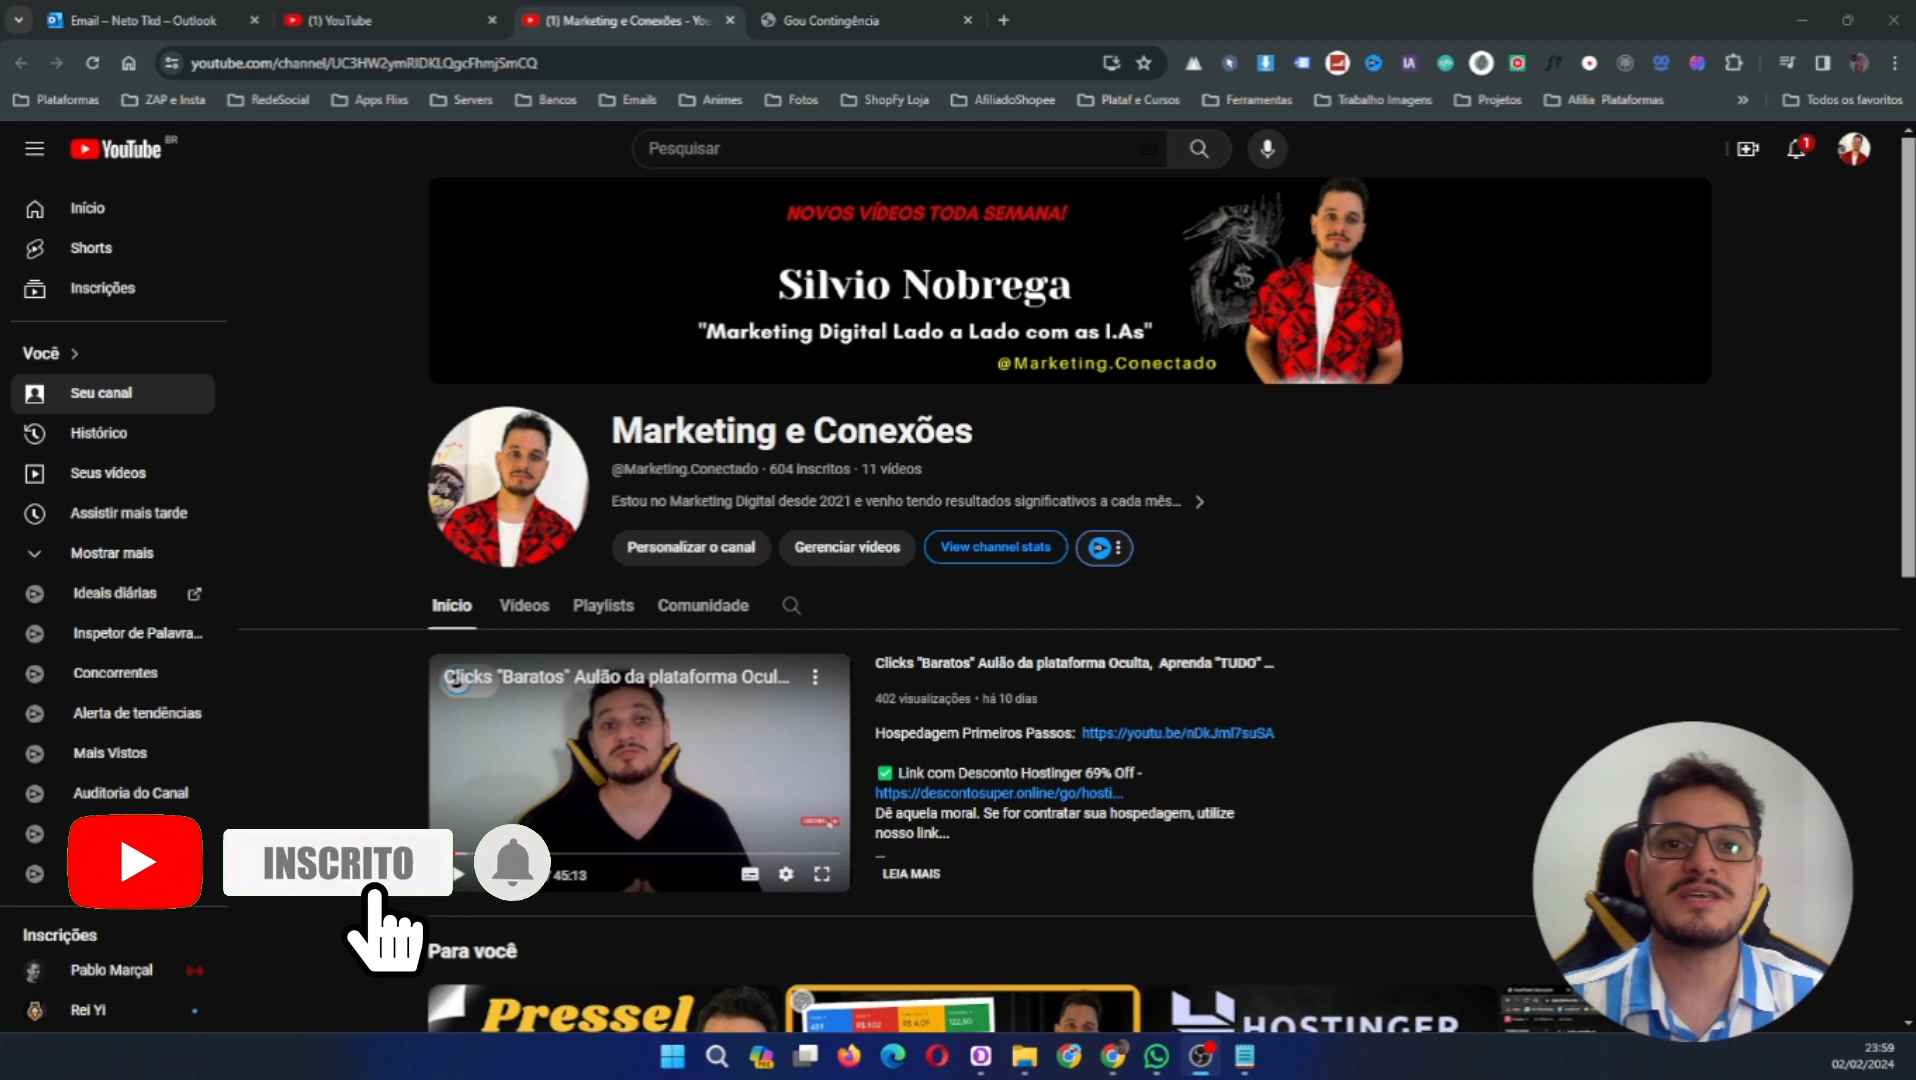 Email – Neto Tkd – Outlook
(1) YouTube
(1) Marketing e Conexões - You
Gou Contingência
youtube.com/channel/UC3HW2ymRIDKLQgcFhmjSmCQ
Plataformas
ZAP e Insta
RedeSocial
Apps Flixs
Servers
Bancos
Emails
Animes
Fotos
ShopFy Loja
AfiliadoShopee
Plataf e Cursos
Ferramentas
Trabalho Imagens
Projetos
Afilia Plataformas
Todos os favoritos
YouTube BR
Pesquisar
1
Início
Shorts
Inscrições
Você
Seu canal
Histórico
Seus vídeos
Assistir mais tarde
Mostrar mais
Ideais diárias
Inspetor de Palavra...
Concorrentes
Alerta de tendências
Mais Vistos
Auditoria do Canal
Inscrições
Pablo Marçal
Rei Yi
NOVOS VÍDEOS TODA SEMANA!
Silvio Nobrega
"Marketing Digital Lado a Lado com as I.As"
@Marketing.Conectado
Marketing e Conexões
@Marketing.Conectado · 604 inscritos · 11 vídeos
Estou no Marketing Digital desde 2021 e venho tendo resultados significativos a cada mês...
Personalizar o canal
Gerenciar vídeos
View channel stats
Início
Vídeos
Playlists
Comunidade
Clicks "Baratos" Aulão da plataforma Ocul...
45:13
Clicks "Baratos" Aulão da plataforma Oculta, Aprenda "TUDO" ...
402 visualizações · há 10 dias
Hospedagem Primeiros Passos: https://youtu.be/nDkJml7suSA
Link com Desconto Hostinger 69% Off -
https://descontosuper.online/go/hosti...
Dê aquela moral. Se for contratar sua hospedagem, utilize
nosso link...
...
LEIA MAIS
INSCRITO
Para você
Pressel
R$ 502
R$ 4,09
122,50
HOSTINGER
23:59
02/02/2024